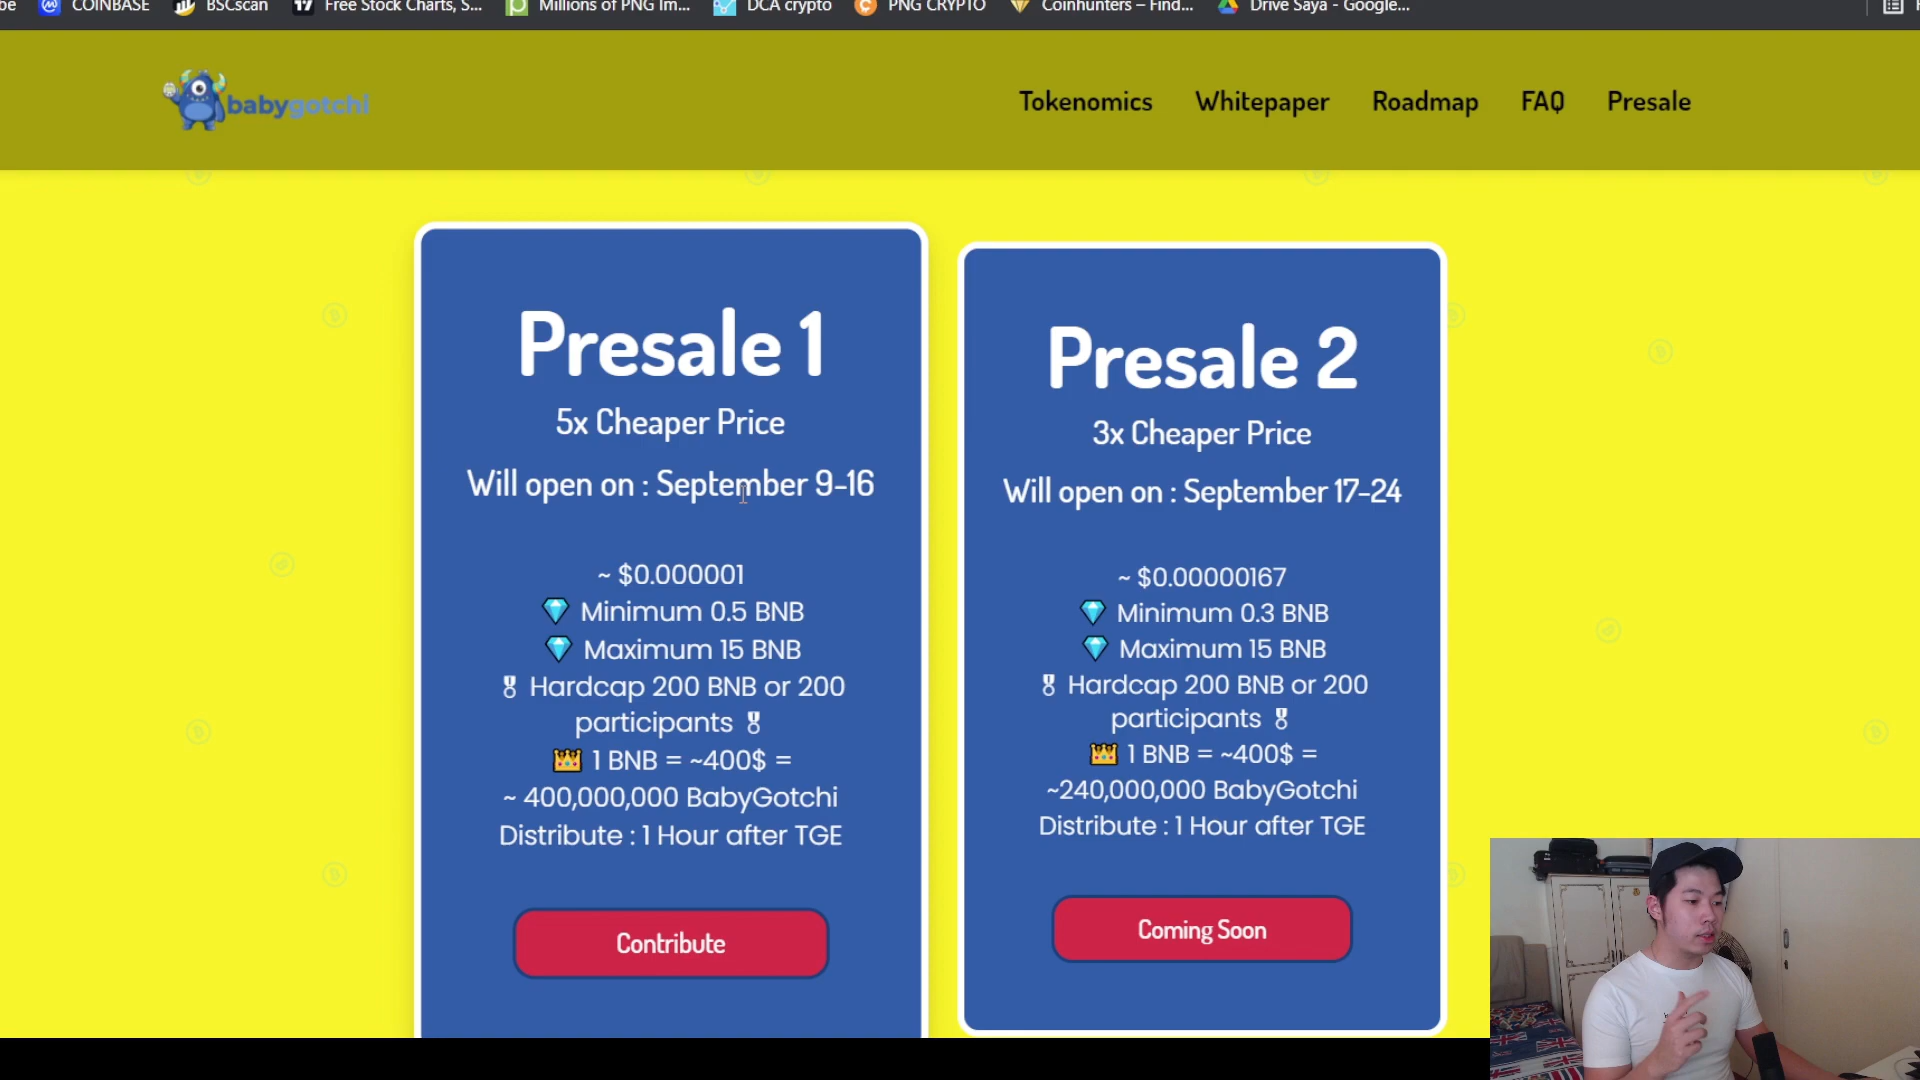 COINBASE
BSCscan
Free Stock Charts, S...
Millions of PNG Im...
DCA crypto
PNG CRYPTO
Coinhunters – Find...
Drive Saya - Google...
babygotchi
Tokenomics
Whitepaper
Roadmap
FAQ
Presale
Presale 1
5x Cheaper Price
Will open on : September 9-16
~ $0.000001
💎 Minimum 0.5 BNB
💎 Maximum 15 BNB
🎖 Hardcap 200 BNB or 200
participants 🎖
👑 1 BNB = ~400$ =
~ 400,000,000 BabyGotchi
Distribute : 1 Hour after TGE
Contribute
Presale 2
3x Cheaper Price
Will open on : September 17-24
~ $0.00000167
💎 Minimum 0.3 BNB
💎 Maximum 15 BNB
🎖 Hardcap 200 BNB or 200
participants 🎖
👑 1 BNB = ~400$ =
~240,000,000 BabyGotchi
Distribute : 1 Hour after TGE
Coming Soon